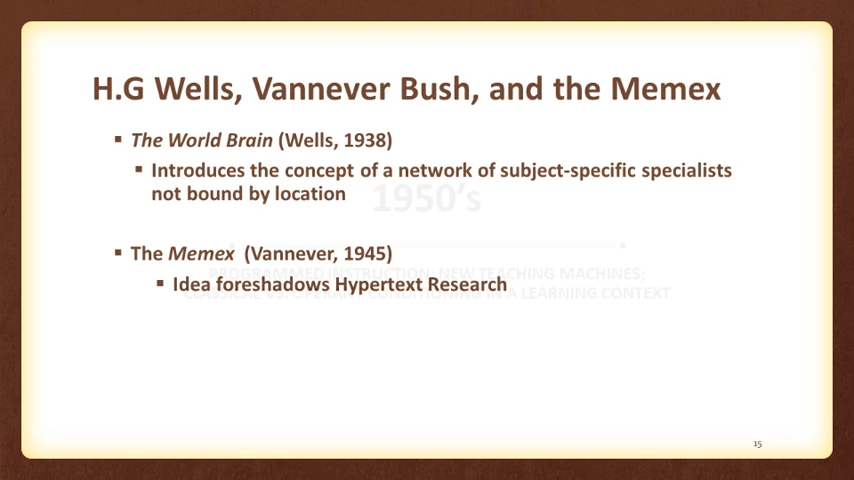 H.G Wells, Vannever Bush, and the Memex
▪ The World Brain (Wells, 1938)
▪ Introduces the concept of a network of subject-specific specialists
not bound by location
1950's
▪ The Memex (Vannever, 1945)
PROGRAMMED INSTRUCTION; NEW TEACHING MACHINES;
▪ Idea foreshadows Hypertext Research
CLASSICAL VS. OPERANT CONDITIONING IN A LEARNING CONTEXT
15